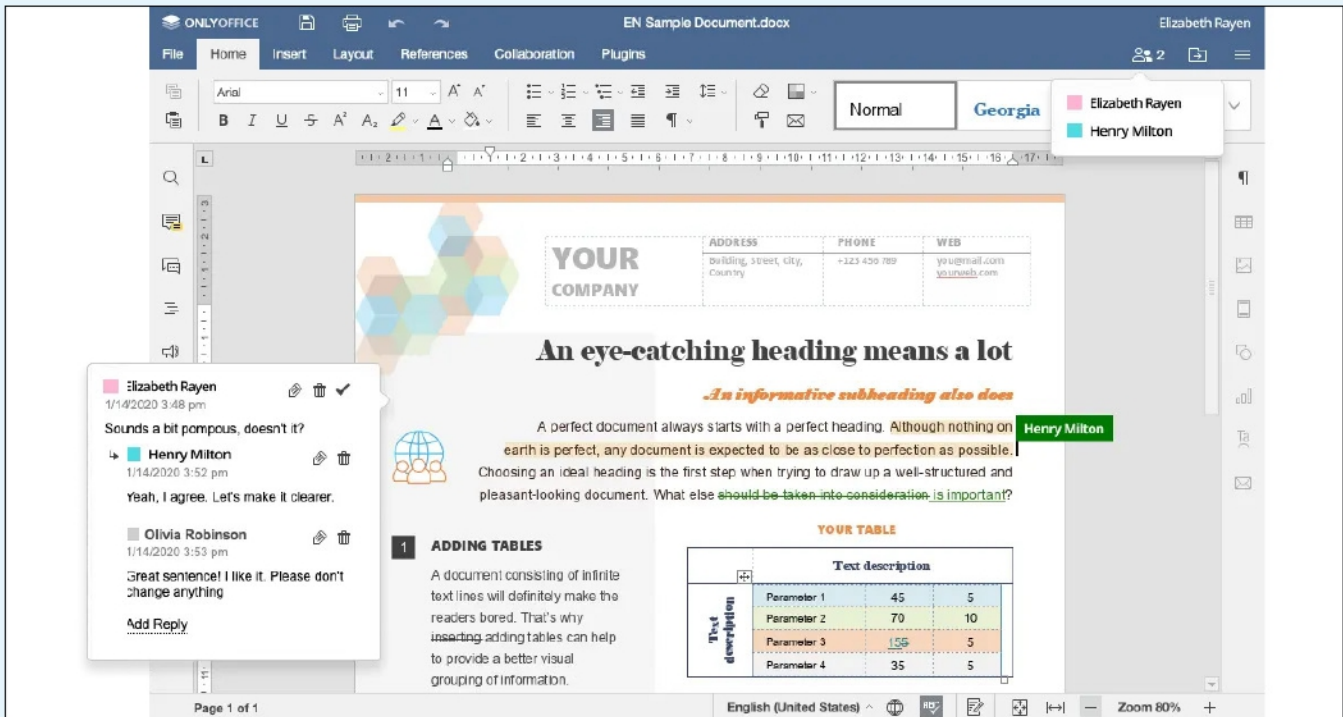 ONLYOFFICE
EN Sample Document.docx
Elizabeth Rayen
File Home Insert Layout References Collaboration Plugins
2
Arial
11
Normal
Georgia
Elizabeth Rayen
Henry Milton
YOUR
COMPANY
ADDRESS PHONE WEB
Building, street, City, +123 456 789 you@mail.com
Country yourweb.com
An eye-catching heading means a lot
An informative subheading also does
A perfect document always starts with a perfect heading. Although nothing on
Henry Milton
earth is perfect, any document is expected to be as close to perfection as possible.
Choosing an ideal heading is the first step when trying to draw up a well-structured and
pleasant-looking document. What else should be taken into consideration is important?
Elizabeth Rayen
1/14/2020 3:48 pm
Sounds a bit pompous, doesn't it?
Henry Milton
1/14/2020 3:52 pm
Yeah, I agree. Let's make it clearer.
Olivia Robinson
1/14/2020 3:53 pm
Great sentence! I like it. Please don't
change anything
Add Reply
1 ADDING TABLES
A document consisting of infinite
text lines will definitely make the
readers bored. That's why
inserting adding tables can help
to provide a better visual
grouping of information.
YOUR TABLE
Text description
Text
description
Parameter 1 45 5
Parameter 2 70 10
Parameter 3 155 5
Parameter 4 35 5
Page 1 of 1
English (United States)
Zoom 80%